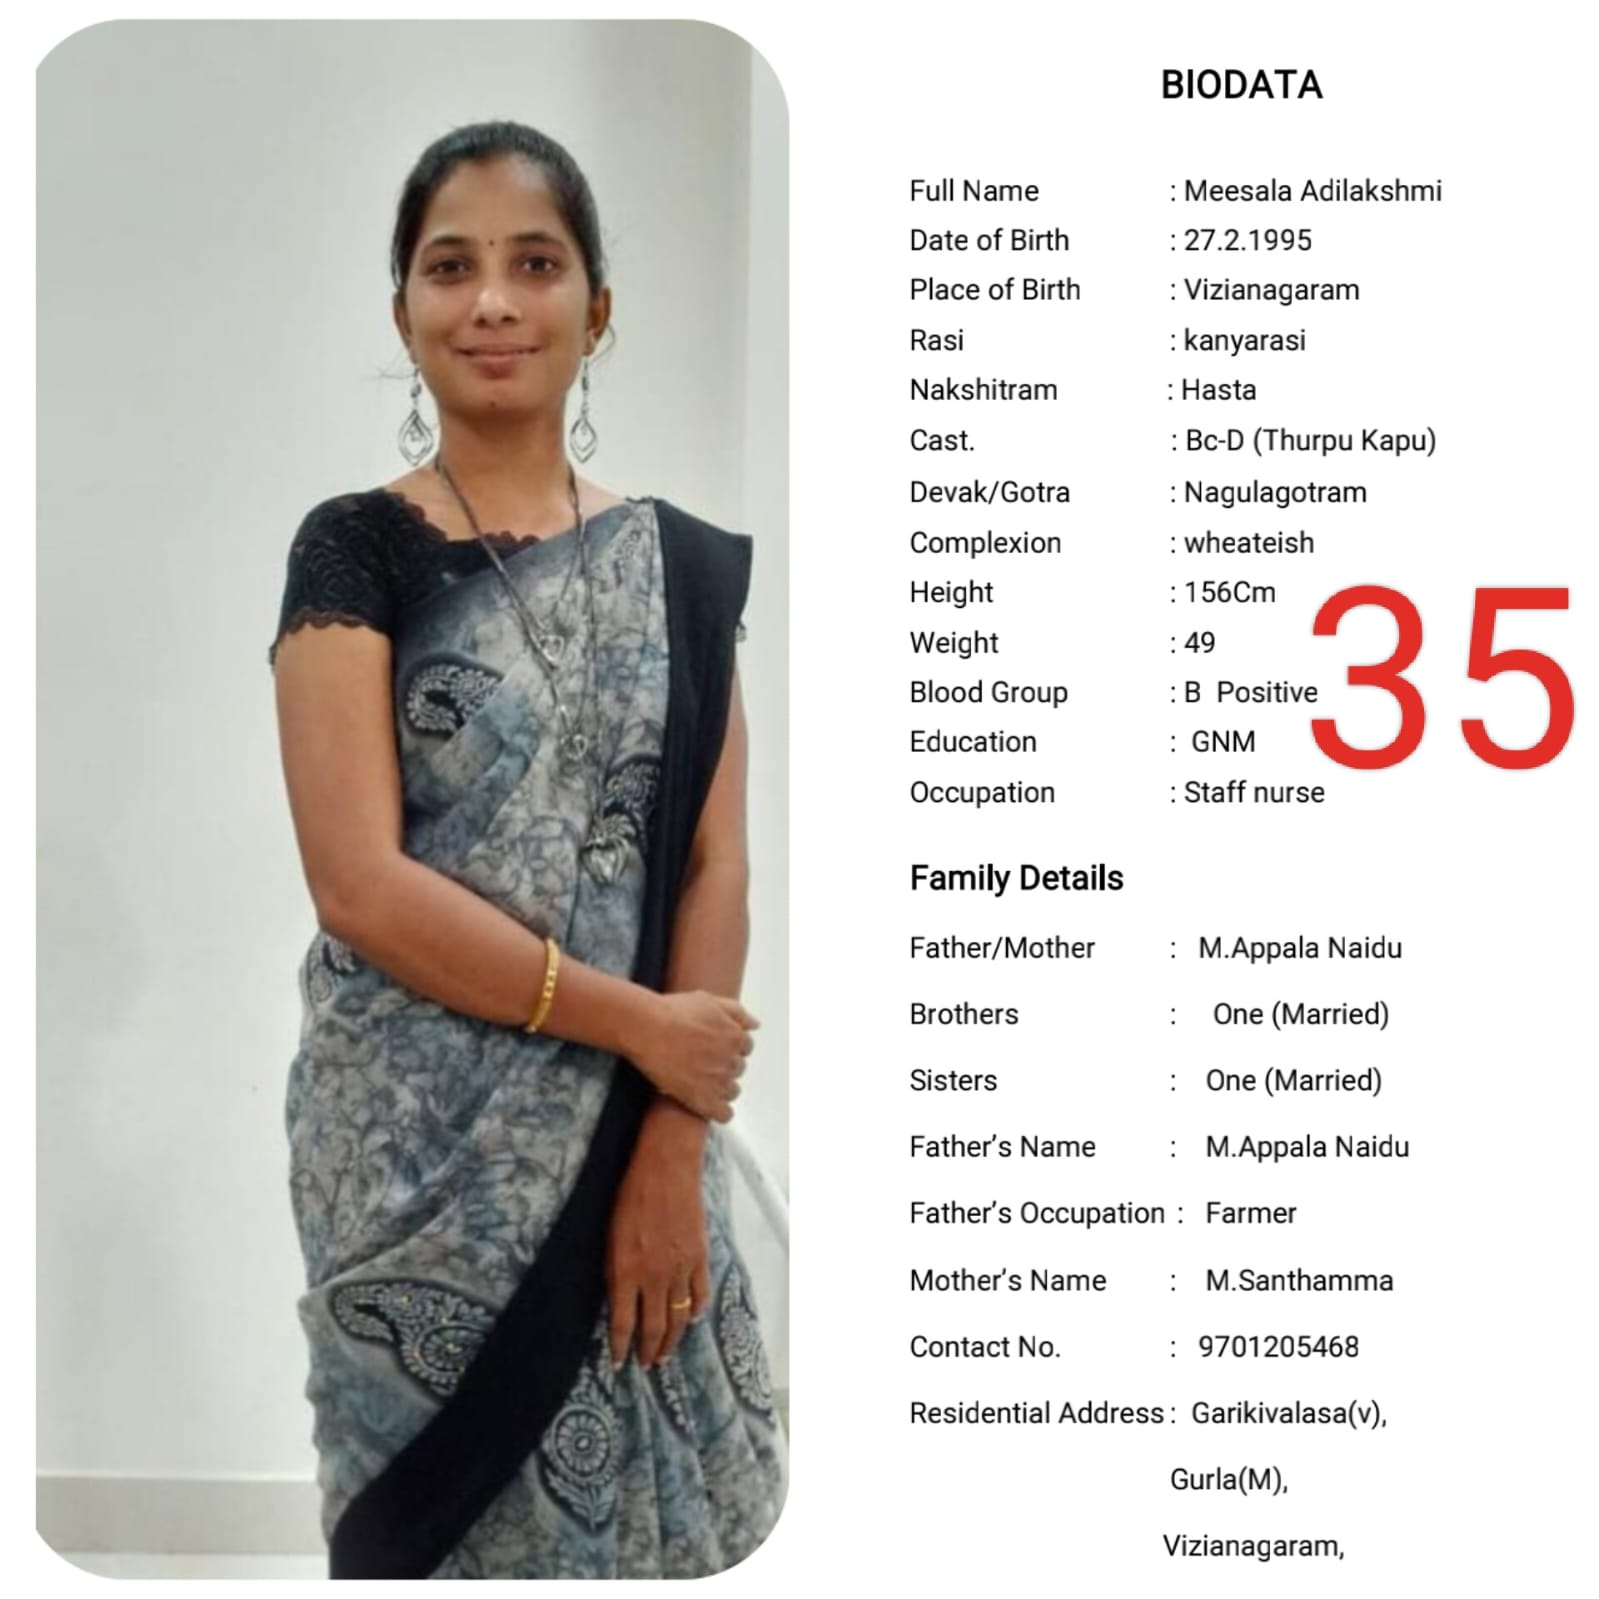 BIODATA
Full Name : Meesala Adilakshmi
Date of Birth : 27.2.1995
Place of Birth : Vizianagaram
Rasi : kanyarasi
Nakshitram : Hasta
Cast. : Bc-D (Thurpu Kapu)
Devak/Gotra : Nagulagotram
Complexion : wheateish
Height : 156Cm
Weight : 49
Blood Group : B Positive
35
Education : GNM
Occupation : Staff nurse
Family Details
Father/Mother : M.Appala Naidu
Brothers : One (Married)
Sisters : One (Married)
Father’s Name : M.Appala Naidu
Father’s Occupation : Farmer
Mother’s Name : M.Santhamma
Contact No. : 9701205468
Residential Address : Garikivalasa(v),
Gurla(M),
Vizianagaram,